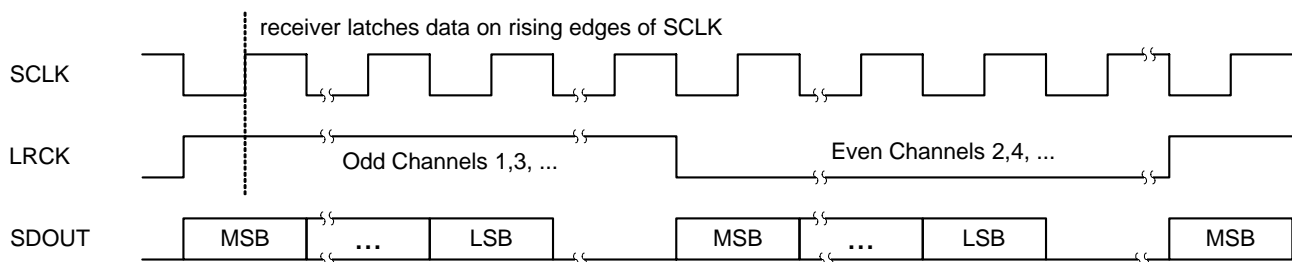 receiver latches data on rising edges of SCLK
SCLK
LRCK
Odd Channels 1,3, ...
Even Channels 2,4, ...
SDOUT
MSB
...
LSB
MSB
...
LSB
MSB